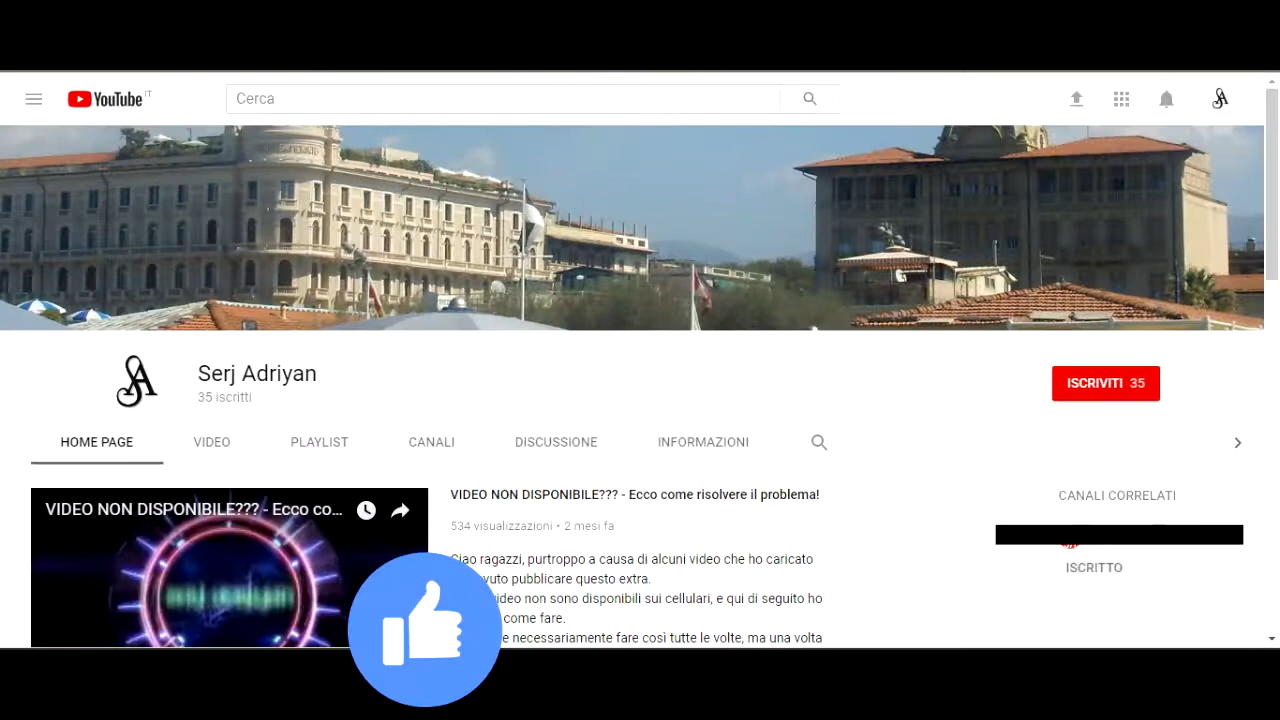 YouTube IT
Cerca
Serj Adriyan
35 iscritti
ISCRIVITI 35
HOME PAGE
VIDEO
PLAYLIST
CANALI
DISCUSSIONE
INFORMAZIONI
VIDEO NON DISPONIBILE??? - Ecco co...
VIDEO NON DISPONIBILE??? - Ecco come risolvere il problema!
534 visualizzazioni • 2 mesi fa
Ciao ragazzi, purtroppo a causa di alcuni video che ho caricato
vuto pubblicare questo extra.
ideo non sono disponibili sui cellulari, e qui di seguito ho
come fare.
e necessariamente fare così tutte le volte, ma una volta
CANALI CORRELATI
ISCRITTO